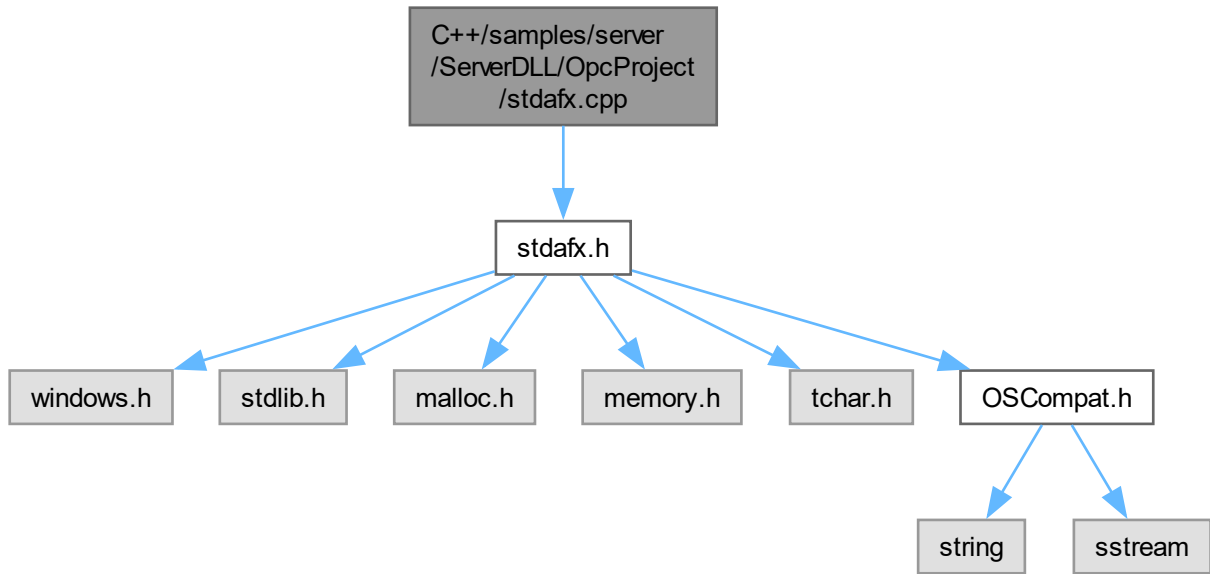 C++/samples/server
/ServerDLL/OpcProject
/stdafx.cpp
stdafx.h
windows.h
stdlib.h
malloc.h
memory.h
tchar.h
OSCompat.h
string
sstream